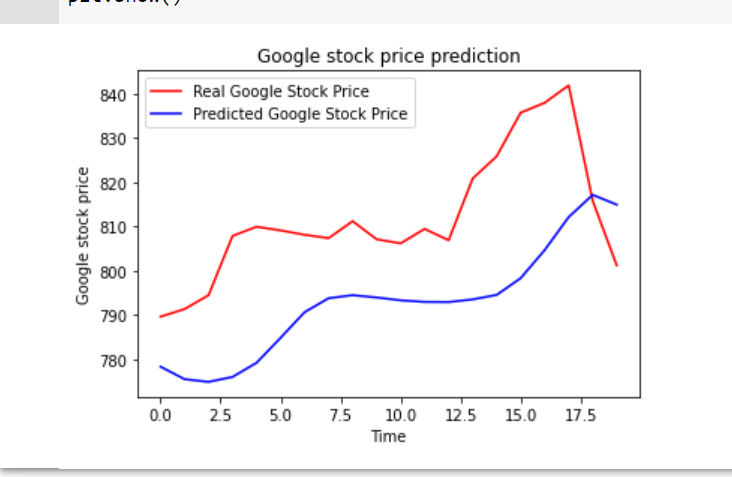 plt.show()
Google stock price prediction
Real Google Stock Price
Predicted Google Stock Price
840
830
820
810
800
790
780
Google stock price
0.0 2.5 5.0 7.5 10.0 12.5 15.0 17.5
Time